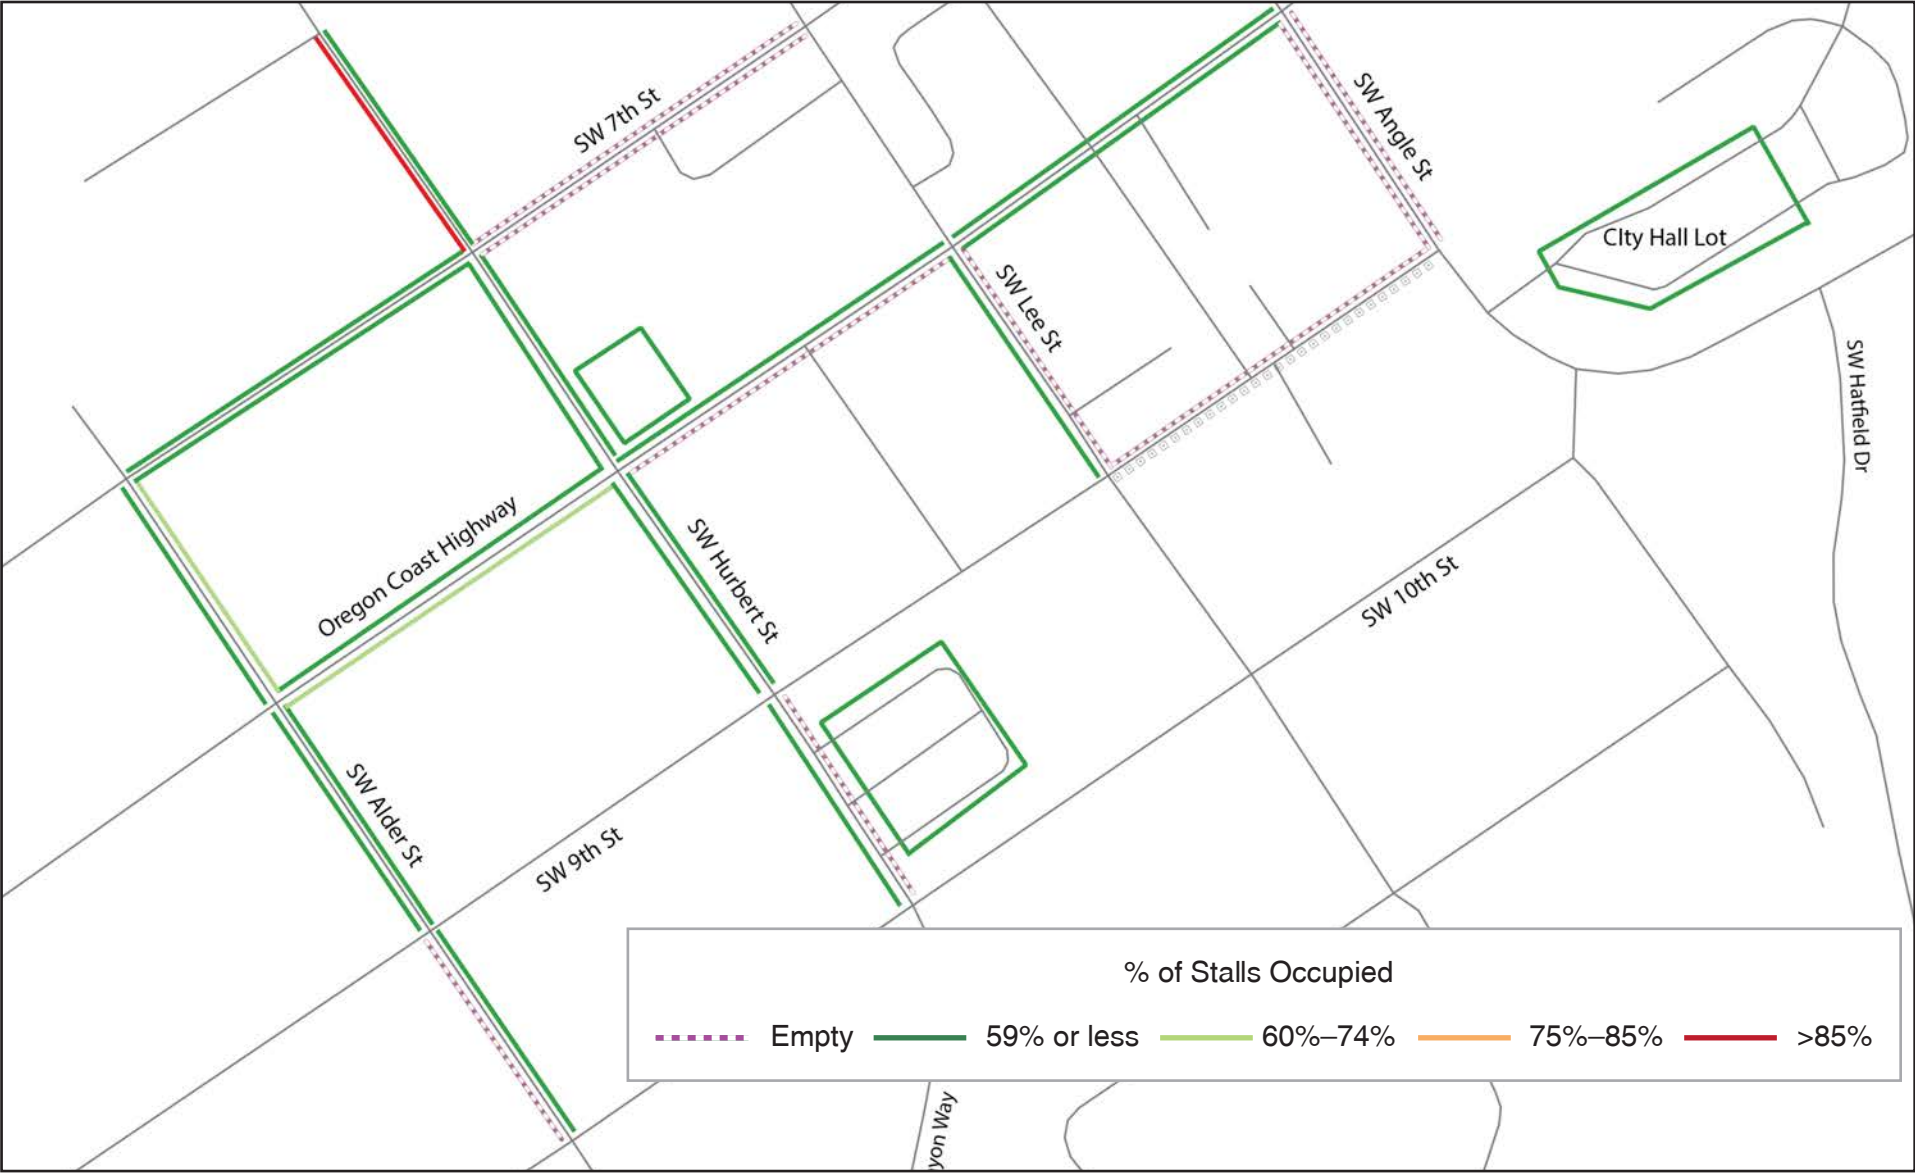 SW 7th St
SW Angle St
CIty Hall Lot
SW Lee St
SW Hatfield Dr
Oregon Coast Highway
SW Hurbert St
SW 10th St
SW Alder St
SW 9th St
% of Stalls Occupied
Empty 59% or less 60%–74% 75%–85% >85%
yon Way